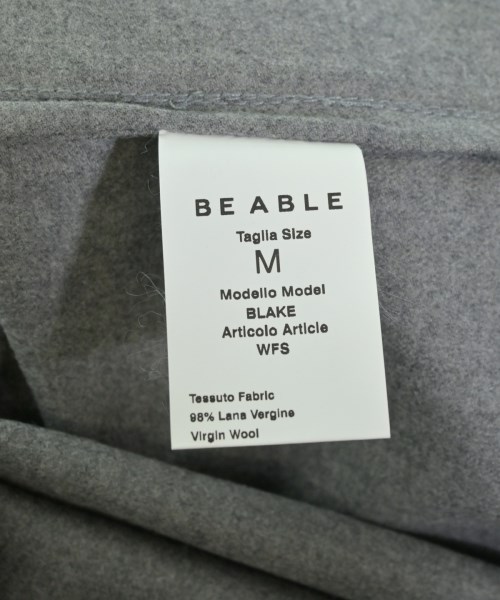 BE ABLE
Taglia Size
M
Modello Model
BLAKE
Articolo Article
WFS
Tessuto Fabric
98% Lana Vergine
Virgin Wool